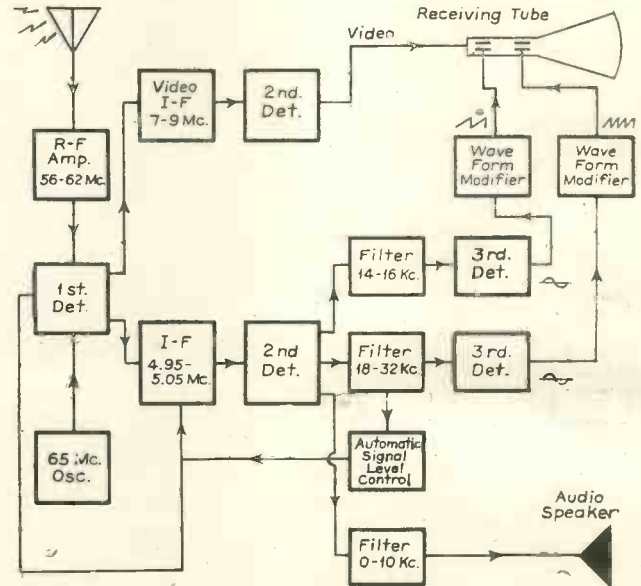 Receiving Tube
Video
Video
I-F
7-9 Mc.
2nd.
Det.
R-F
Amp.
56-62 Mc.
Wave
Form
Modifier
Wave
Form
Modifier
1st.
Det.
Filter
14-16 Kc.
3rd.
Det.
I-F
4.95-
5.05 Mc.
2nd
Det.
Filter
18-32 Kc.
3rd.
Det.
65 Mc.
Osc.
Automatic
Signal
Level
Control
Audio
Speaker
Filter
0-10 Kc.